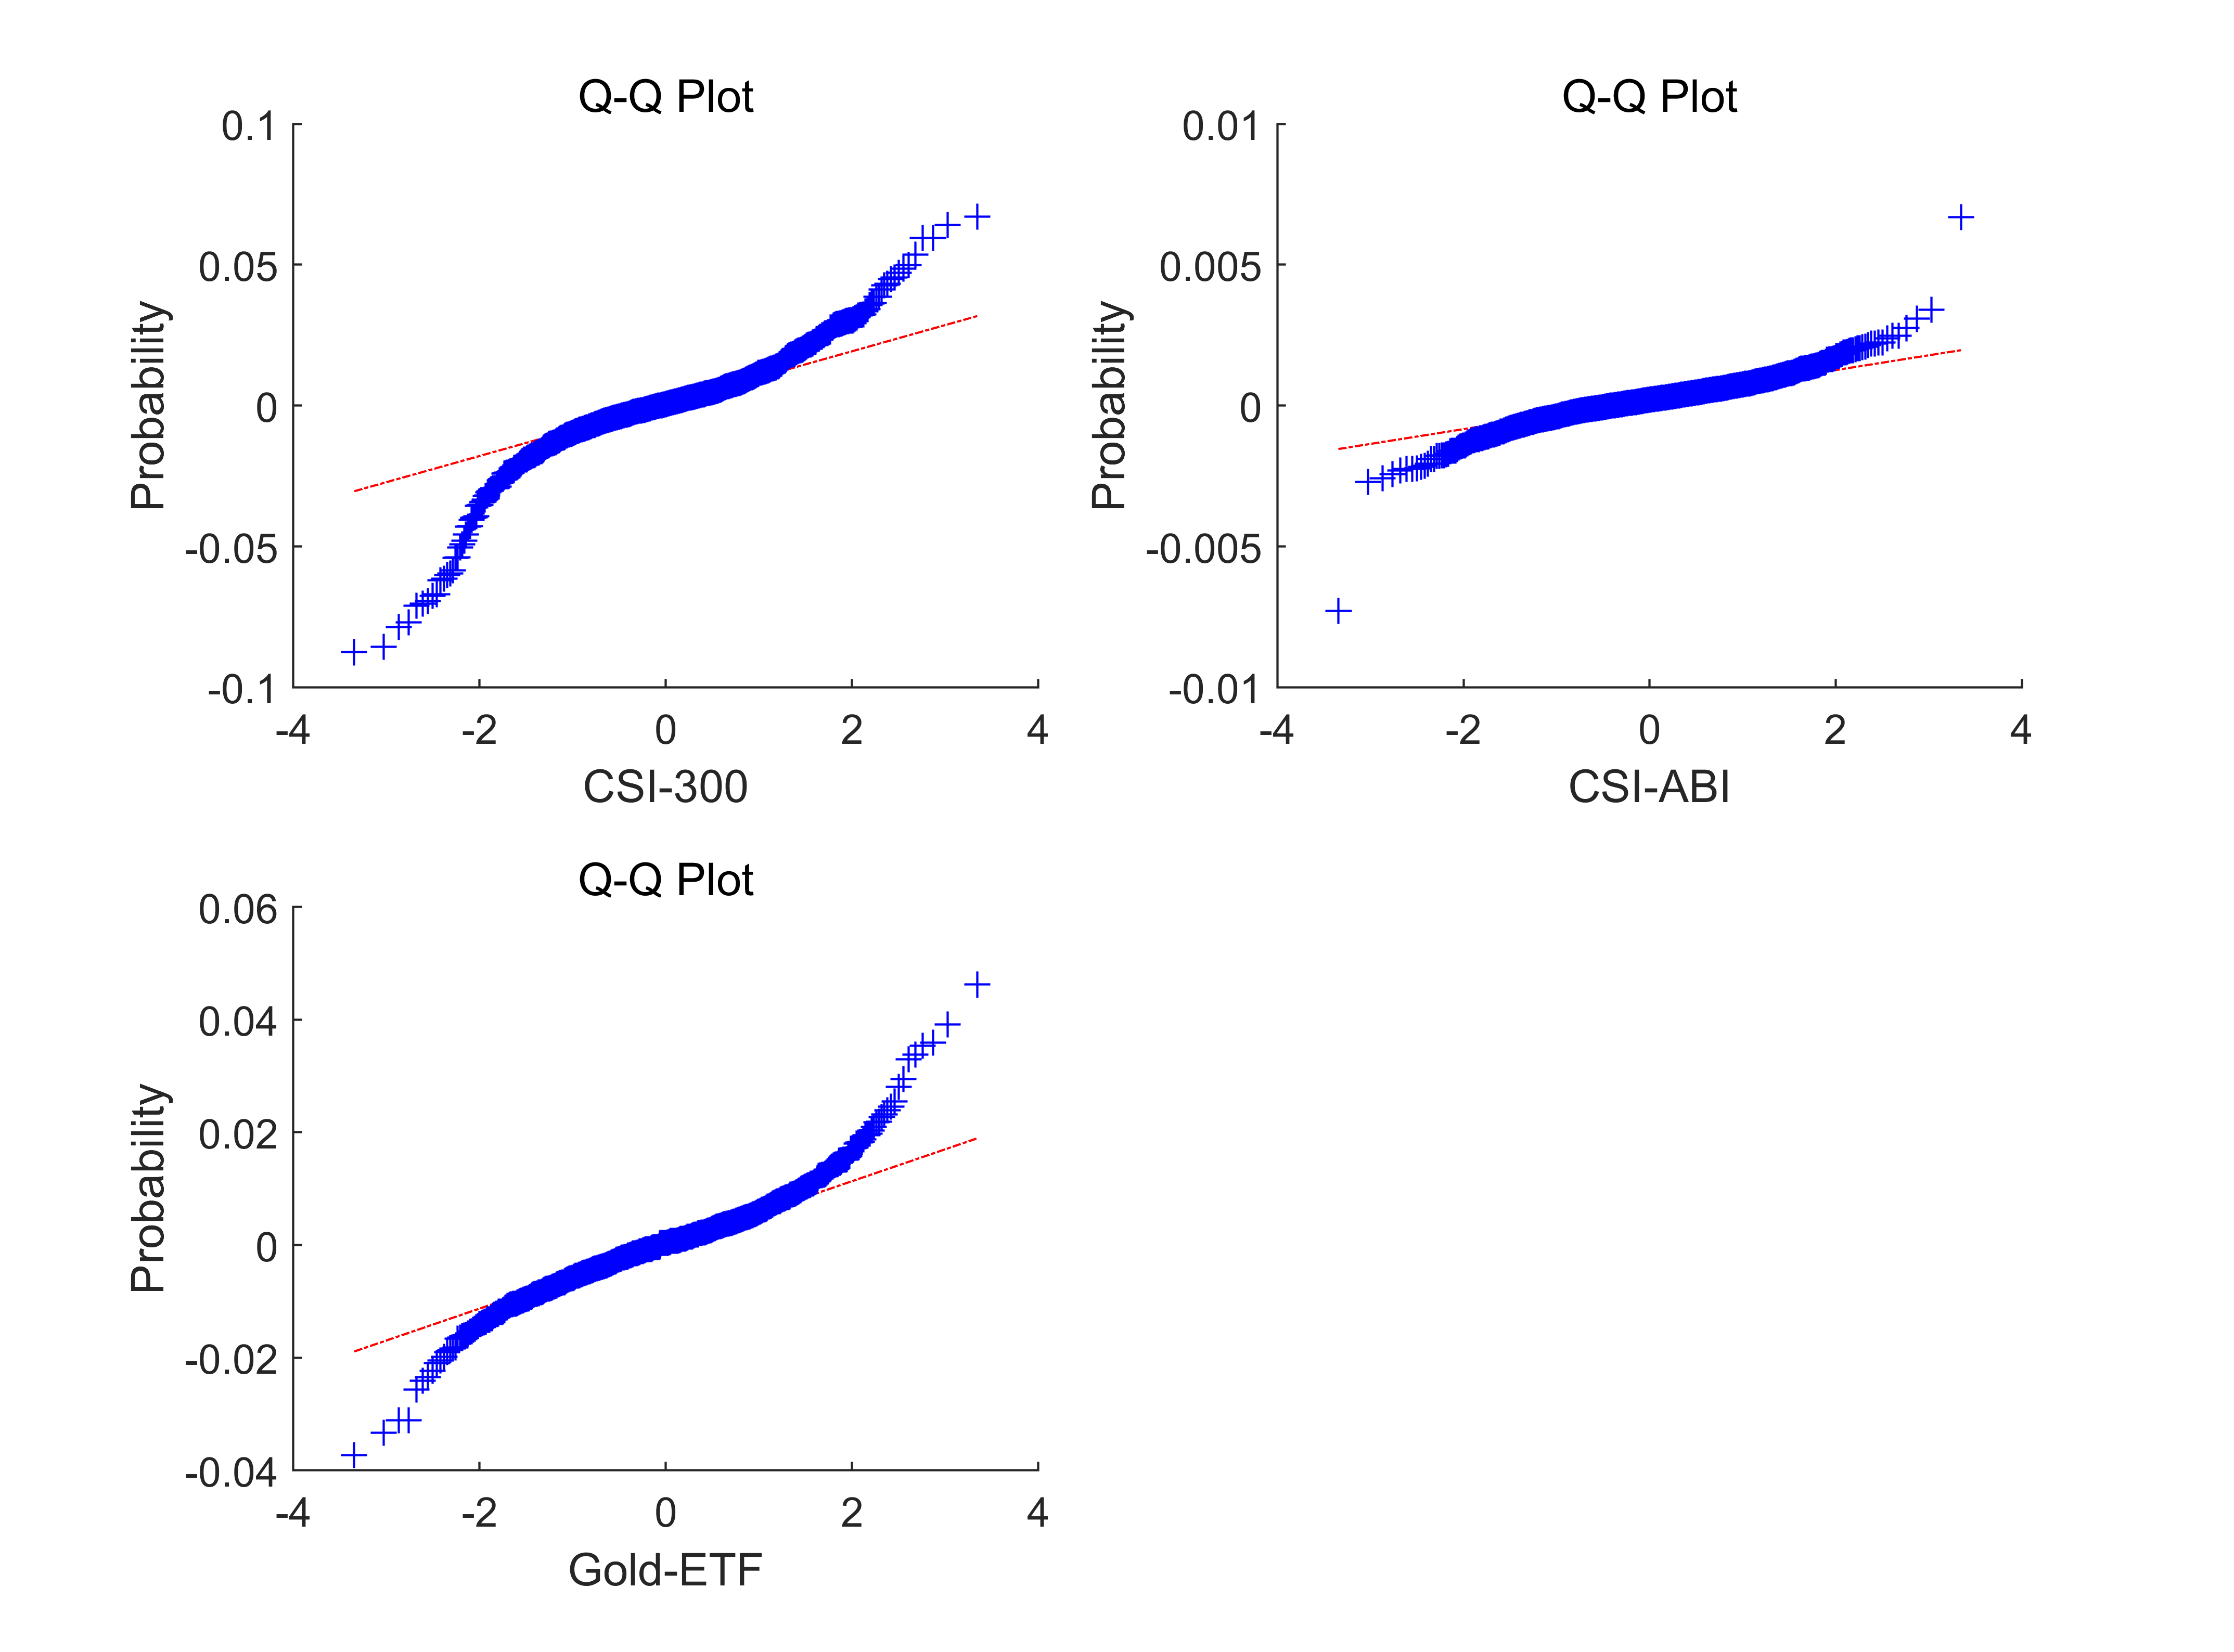 Q-Q Plot
0.1
0.05
0
-0.05
-0.1
Probability
-4 -2 0 2 4
CSI-300
Q-Q Plot
0.01
0.005
0
-0.005
-0.01
Probability
-4 -2 0 2 4
CSI-ABI
Q-Q Plot
0.06
0.04
0.02
0
-0.02
-0.04
Probability
-4 -2 0 2 4
Gold-ETF